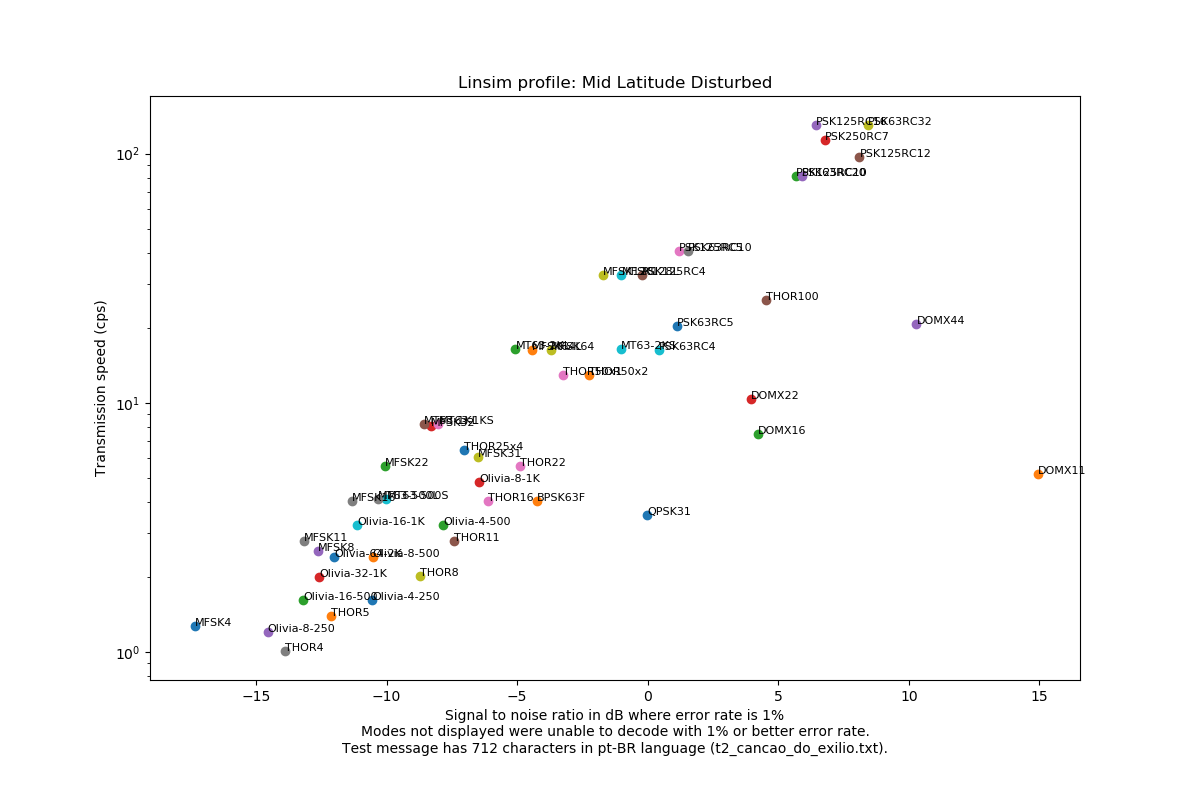 Linsim profile: Mid Latitude Disturbed
Transmission speed (cps)
10²
10¹
10⁰
PSK63RC32
PSK250RC7
PSK125RC12
THOR100
DOMX44
PSK63RC5
MT63-2KS
PSK63RC4
THOR50x2
DOMX22
DOMX16
MFSK32
THOR25x4
MFSK31
MFSK22
THOR22
DOMX11
Olivia-8-1K
THOR16
BPSK63F
QPSK31
Olivia-16-1K
Olivia-4-500
MFSK11
THOR11
MFSK8
Olivia-64-2K
Olivia-8-500
Olivia-32-1K
THOR8
Olivia-16-500
Olivia-4-250
THOR5
MFSK4
Olivia-8-250
THOR4
−15
−10
−5
0
5
10
15
Signal to noise ratio in dB where error rate is 1%
Modes not displayed were unable to decode with 1% or better error rate.
Test message has 712 characters in pt-BR language (t2_cancao_do_exilio.txt).